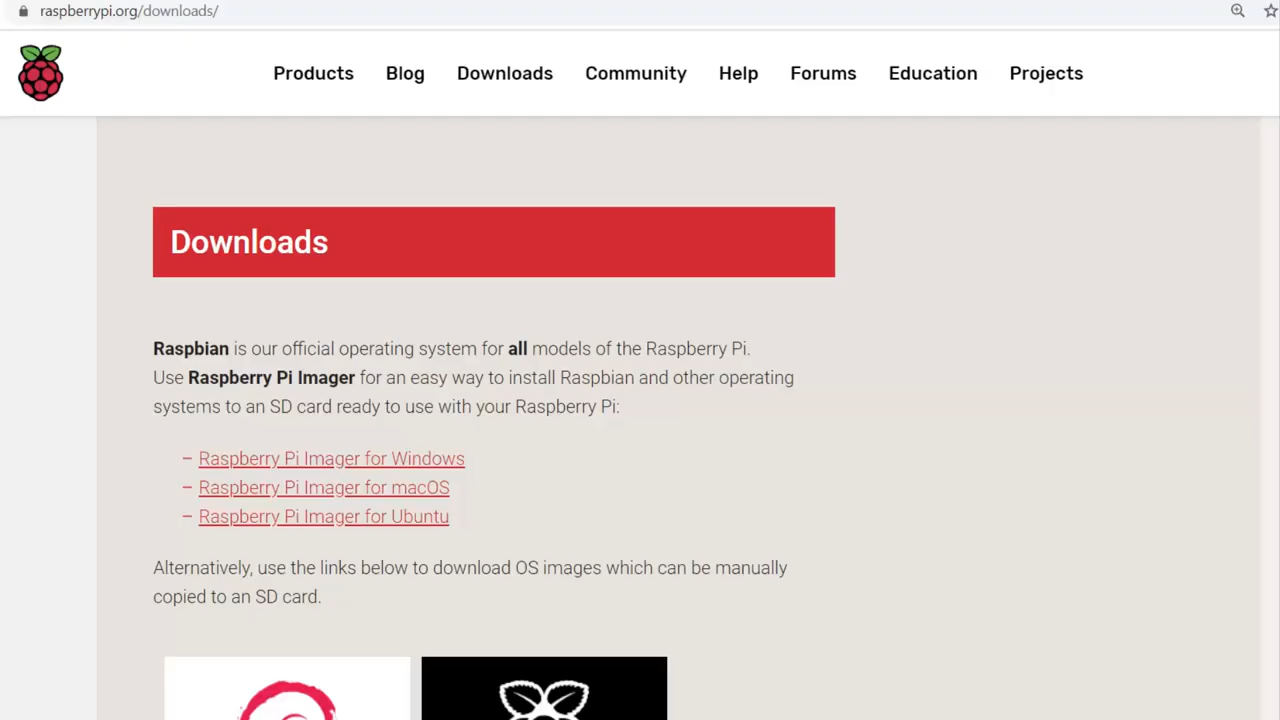 raspberrypi.org/downloads/
Products Blog Downloads Community Help Forums Education Projects
Downloads
Raspbian is our official operating system for all models of the Raspberry Pi.
Use Raspberry Pi Imager for an easy way to install Raspbian and other operating
systems to an SD card ready to use with your Raspberry Pi:
– Raspberry Pi Imager for Windows
– Raspberry Pi Imager for macOS
– Raspberry Pi Imager for Ubuntu
Alternatively, use the links below to download OS images which can be manually
copied to an SD card.